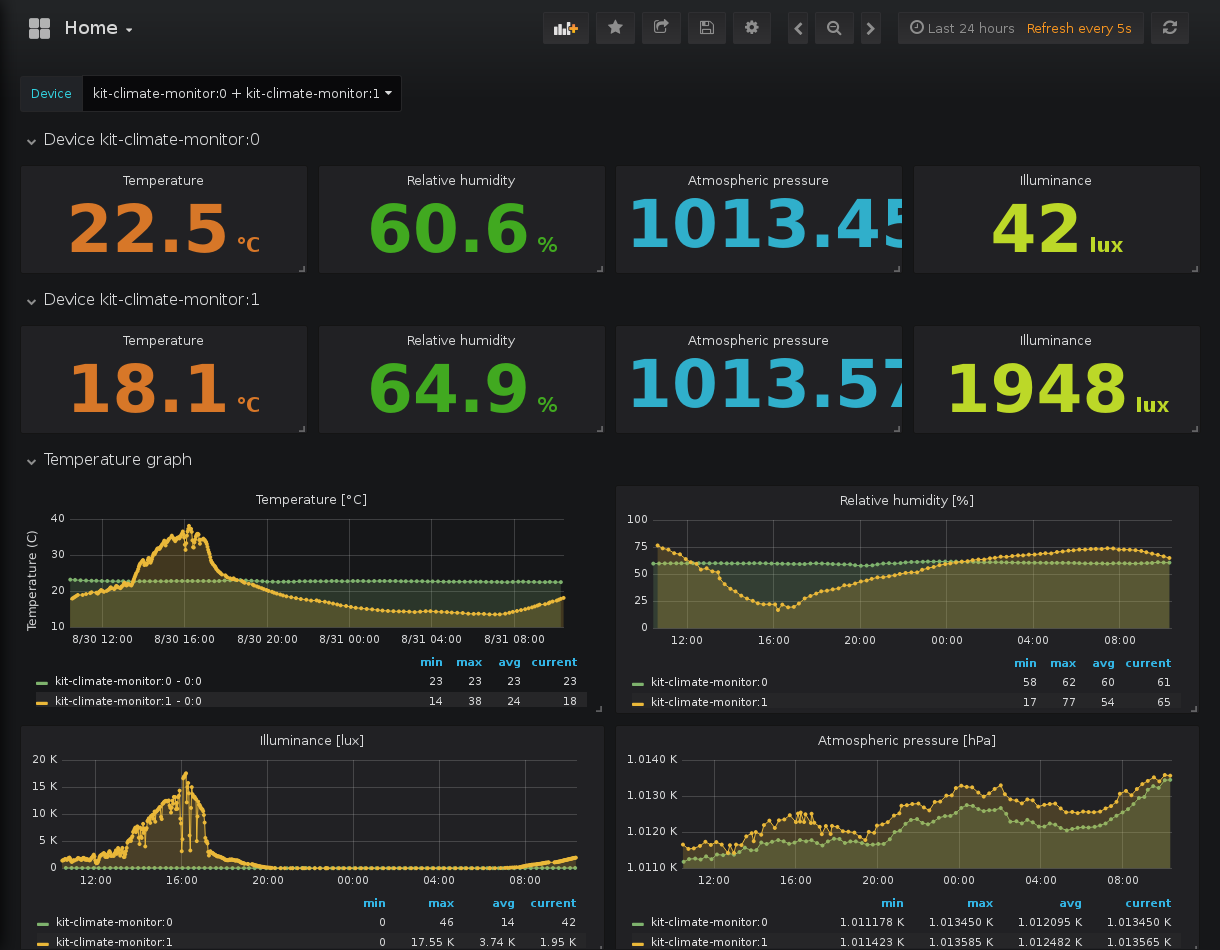 Home
Last 24 hours Refresh every 5s
Device kit-climate-monitor:0 + kit-climate-monitor:1
Device kit-climate-monitor:0
Temperature Relative humidity Atmospheric pressure Illuminance
22.5 °C 60.6 % 1013.45 42 lux
Device kit-climate-monitor:1
Temperature Relative humidity Atmospheric pressure Illuminance
18.1 °C 64.9 % 1013.57 1948 lux
Temperature graph
Temperature [°C]
Temperature (C)
40
30
20
10
8/30 12:00 8/30 16:00 8/30 20:00 8/31 00:00 8/31 04:00 8/31 08:00
min max avg current
kit-climate-monitor:0 - 0:0 23 23 23 23
kit-climate-monitor:1 - 0:0 14 38 24 18
Relative humidity [%]
100
75
50
25
0
12:00 16:00 20:00 00:00 04:00 08:00
min max avg current
kit-climate-monitor:0 58 62 60 61
kit-climate-monitor:1 17 77 54 65
Illuminance [lux]
20 K
15 K
10 K
5 K
0
12:00 16:00 20:00 00:00 04:00 08:00
min max avg current
kit-climate-monitor:0 0 46 14 42
kit-climate-monitor:1 0 17.55 K 3.74 K 1.95 K
Atmospheric pressure [hPa]
1.0140 K
1.0130 K
1.0120 K
1.0110 K
12:00 16:00 20:00 00:00 04:00 08:00
min max avg current
kit-climate-monitor:0 1.011178 K 1.013450 K 1.012095 K 1.013450 K
kit-climate-monitor:1 1.011423 K 1.013585 K 1.012482 K 1.013565 K